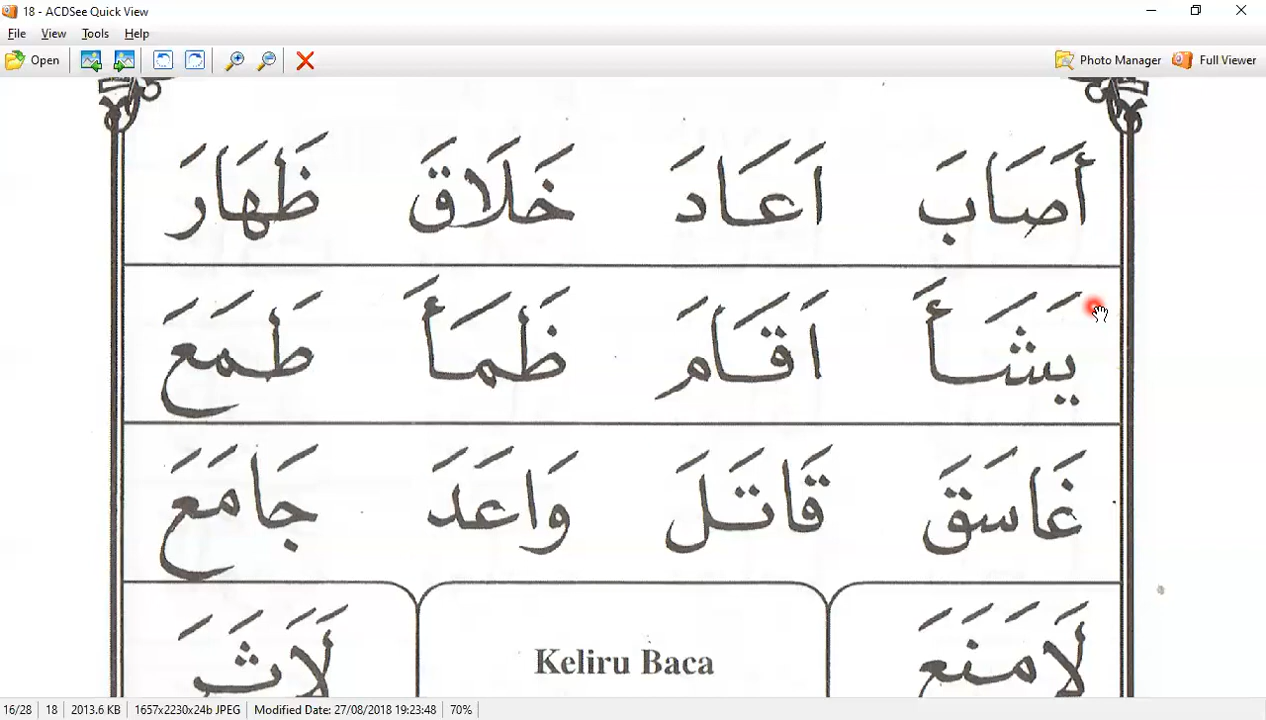 18 - ACDSee Quick View
File View Tools Help
Open Photo Manager Full Viewer
أَصَابَ اَعَادَ خَلَاقَ ظَهَارَ
يَشَأَ اَقَامَ ظَمَأَ طَمَعَ
غَاسَقَ قَاتَلَ وَاعَدَ جَامَعَ
لَامَنَعَ Keliru Baca لَاثَ
16/28 18 2013.6 KB 1657x2230x24b JPEG Modified Date: 27/08/2018 19:23:48 70%